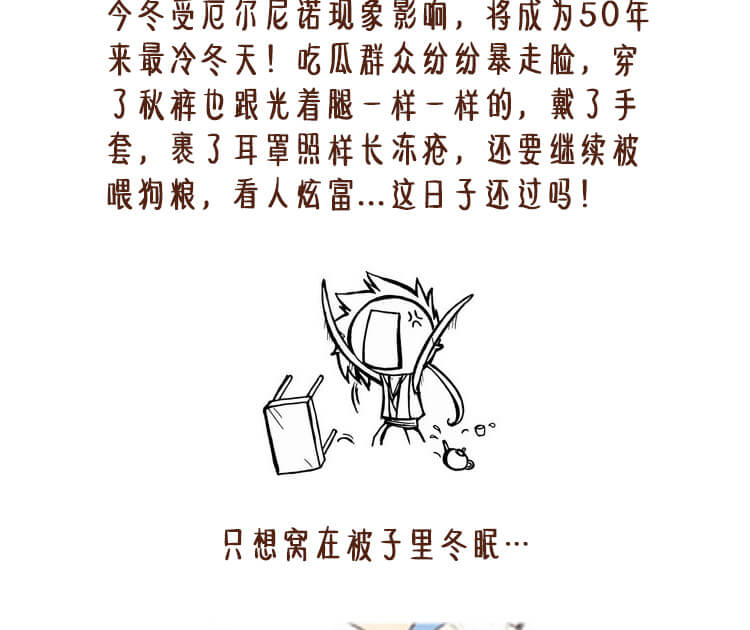 今冬受厄尔尼诺现象影响，将成为50年
来最冷冬天！吃瓜群众纷纷暴走脸，穿
了秋裤也跟光着腿一样一样的，戴了手
套，裹了耳罩照样长冻疮，还要继续被
喂狗粮，看人炫富...这日子还过吗！
只想窝在被子里冬眠…